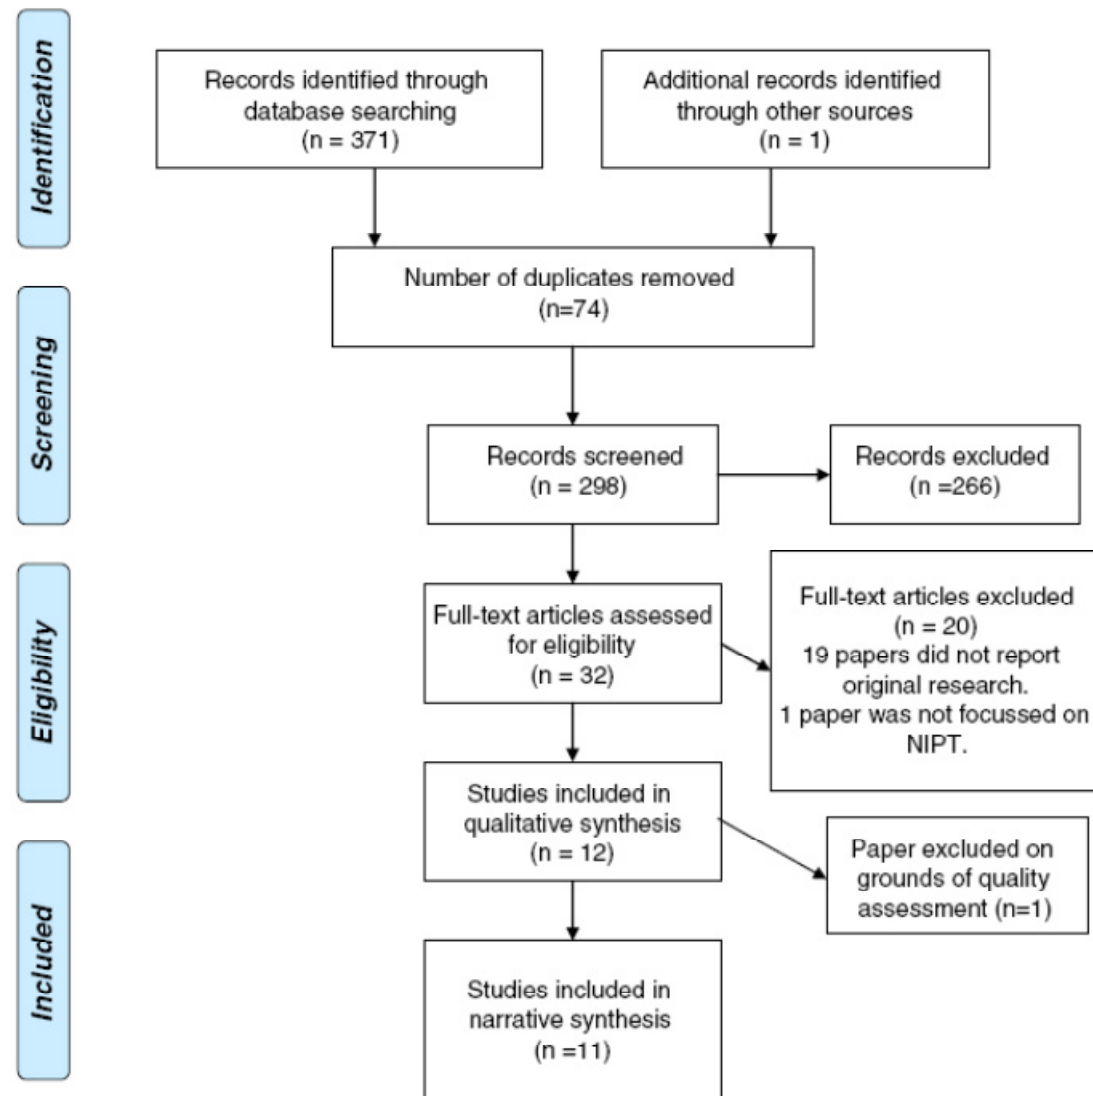 Identification
Records identified through
database searching
(n = 371)
Additional records identified
through other sources
(n = 1)
Number of duplicates removed
(n=74)
Screening
Records screened
(n = 298)
Records excluded
(n =266)
Eligibility
Full-text articles assessed
for eligibility
(n = 32)
Full-text articles excluded
(n = 20)
19 papers did not report
original research.
1 paper was not focussed on
NIPT.
Studies included in
qualitative synthesis
(n = 12)
Paper excluded on
grounds of quality
assessment (n=1)
Included
Studies included in
narrative synthesis
(n =11)